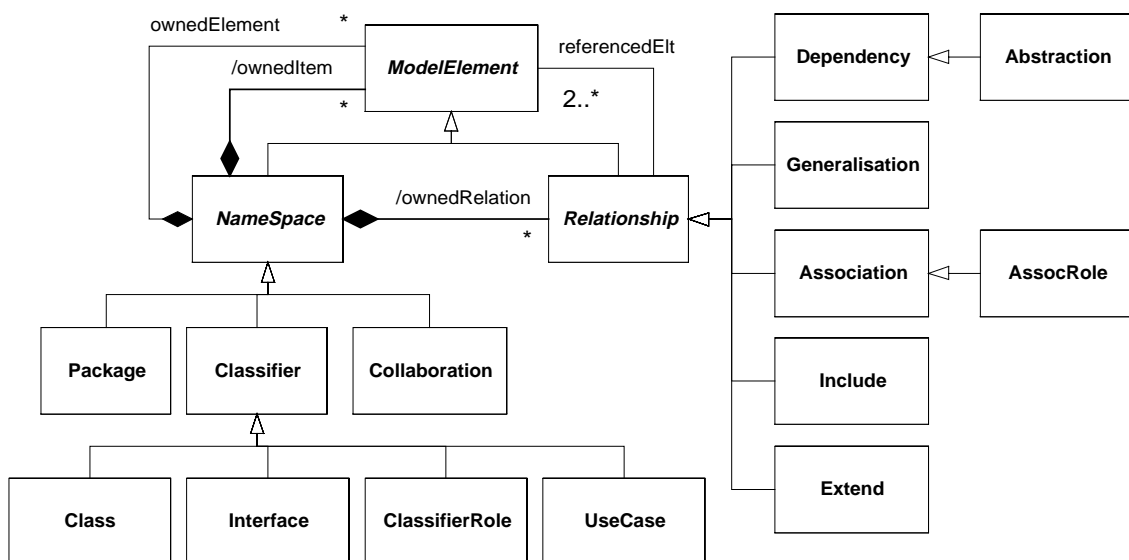 ownedElement
*
/ownedItem
*
ModelElement
referencedElt
2..*
Dependency
Abstraction
Generalisation
NameSpace
/ownedRelation
*
Relationship
Association
AssocRole
Package
Classifier
Collaboration
Include
Class
Interface
ClassifierRole
UseCase
Extend